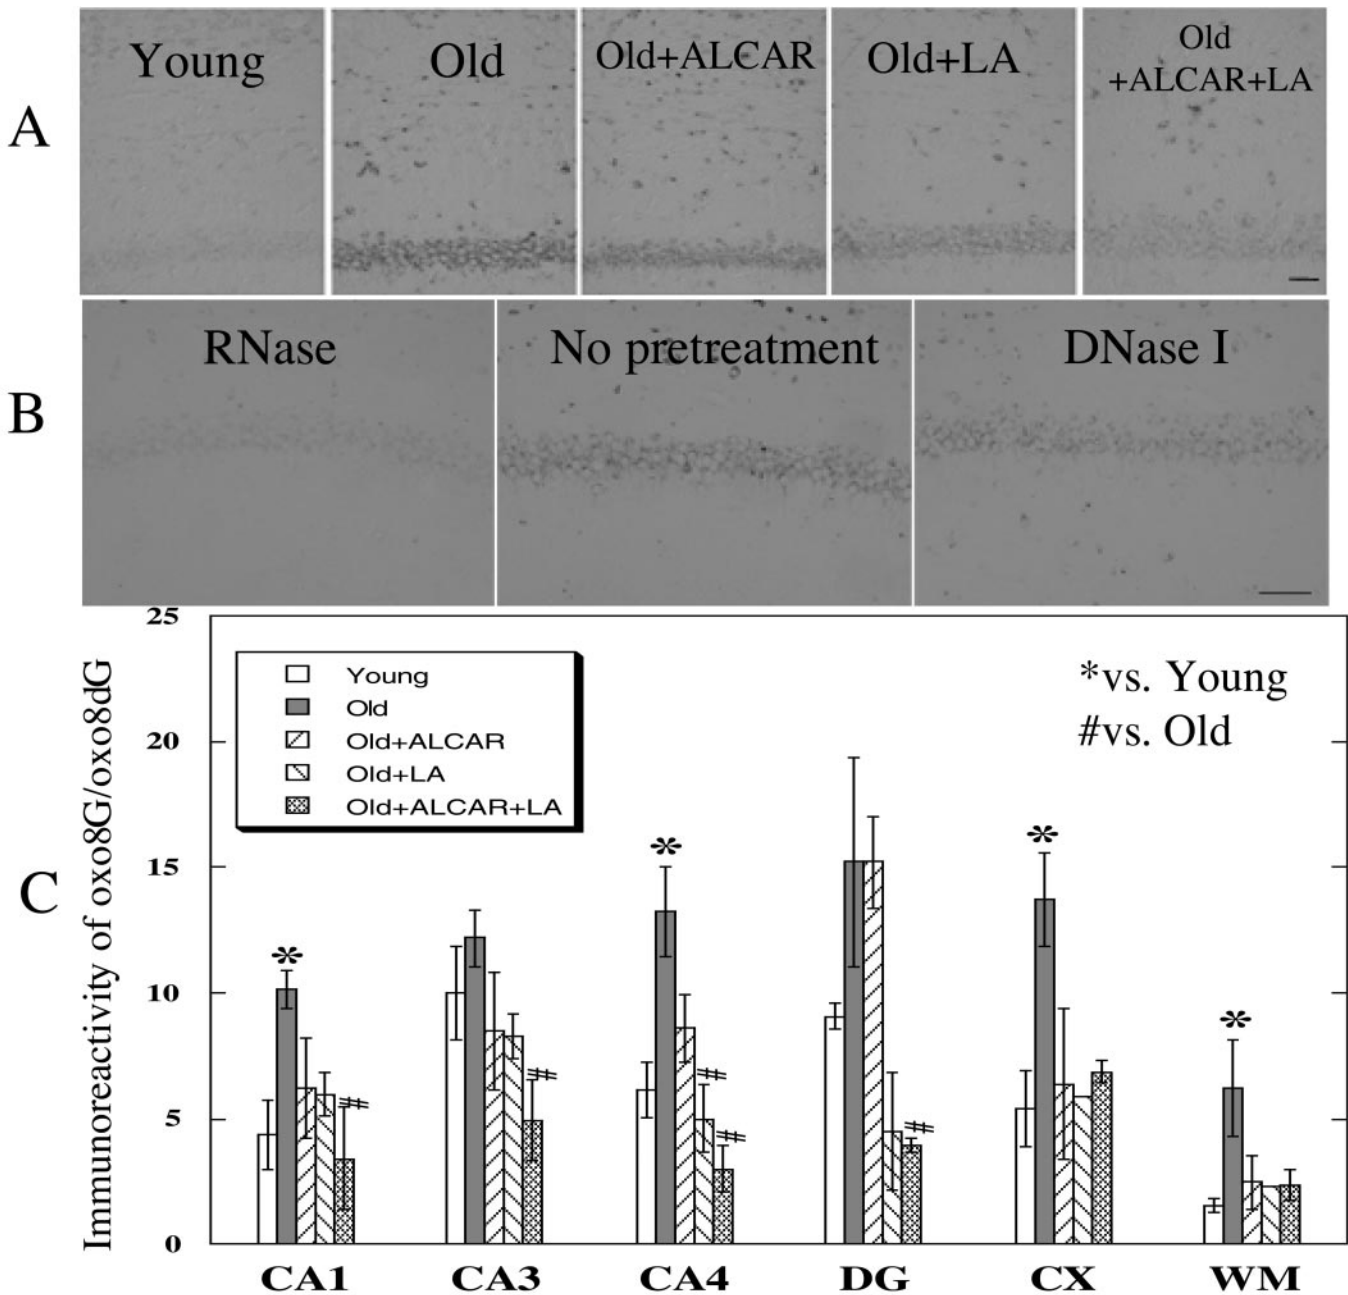 A
Young
Old
Old+ALCAR
Old+LA
Old
+ALCAR+LA
B
RNase
No pretreatment
DNase I
C
Immunoreactivity of oxo8G/oxo8dG
25
20
15
10
5
0
Young
Old
Old+ALCAR
Old+LA
Old+ALCAR+LA
*vs. Young
#vs. Old
*
#
#
*
#
#
#
*
*
CA1
CA3
CA4
DG
CX
WM